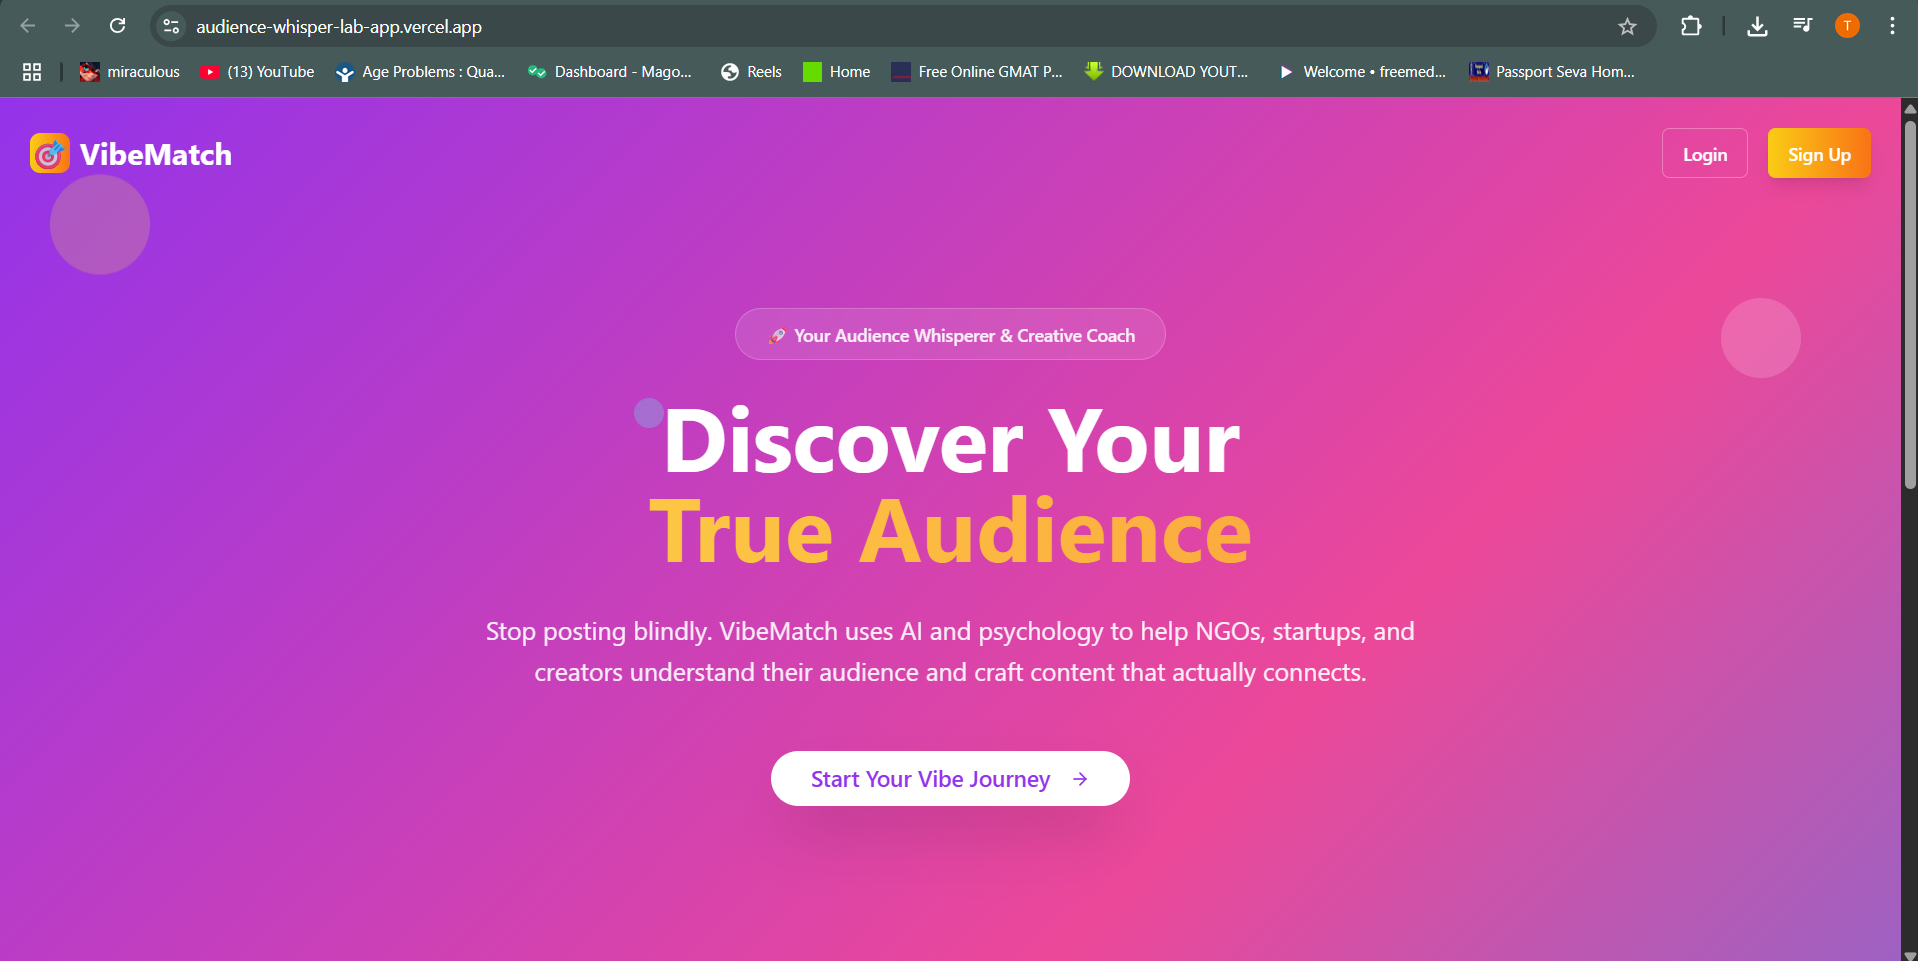 audience-whisper-lab-app.vercel.app
T
miraculous
(13) YouTube
Age Problems : Qua...
Dashboard - Mago...
Reels
Home
Free Online GMAT P...
DOWNLOAD YOUT...
Welcome • freemed...
Passport Seva Hom...
VibeMatch
Login
Sign Up
🚀 Your Audience Whisperer & Creative Coach
Discover Your
True Audience
Stop posting blindly. VibeMatch uses AI and psychology to help NGOs, startups, and
creators understand their audience and craft content that actually connects.
Start Your Vibe Journey →